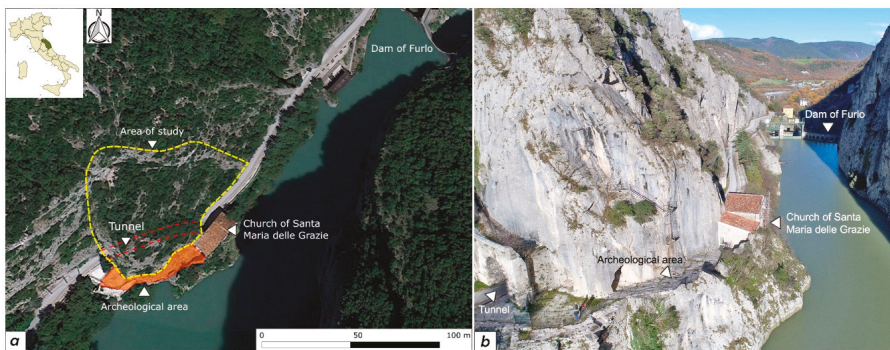 N
Dam of Furlo
Area of study
Tunnel
Church of Santa
Maria delle Grazie
Archeological area
0 50 100 m
a
Dam of Furlo
Church of Santa
Maria delle Grazie
Archeological area
Tunnel
b